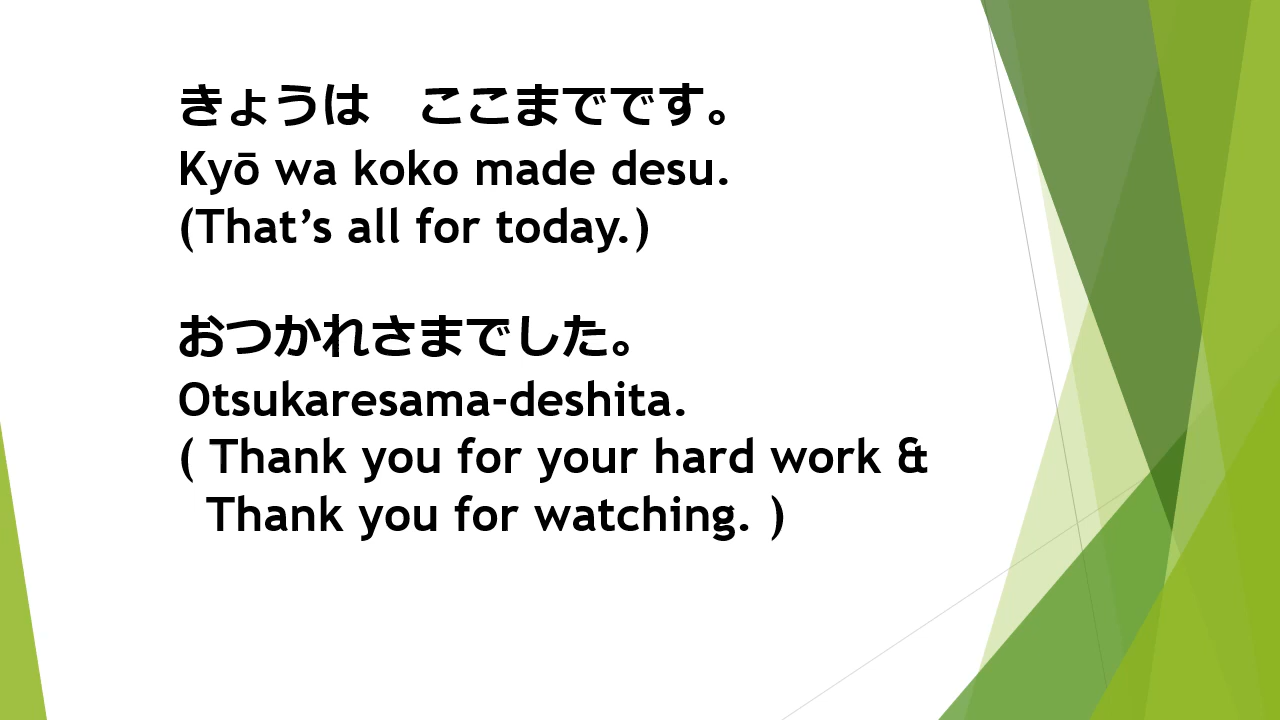 きょうは　ここまでです。
Kyō wa koko made desu.
(That’s all for today.)
おつかれさまでした。
Otsukaresama-deshita.
( Thank you for your hard work &
Thank you for watching. )